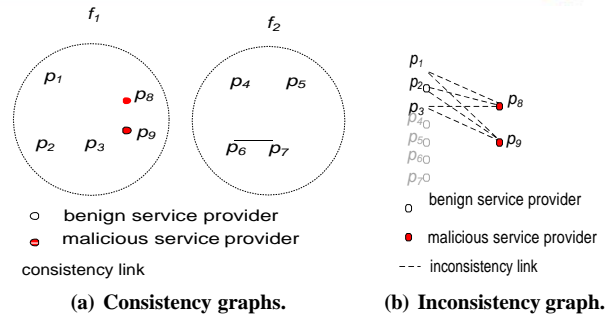 f1 f2
p1 p8 p4 p5
p9
p2 p3 p6 p7
benign service provider
malicious service provider
consistency link
(a) Consistency graphs.
p1
p2 p8
p3
p4
p5 p9
p6
p7
benign service provider
malicious service provider
inconsistency link
(b) Inconsistency graph.